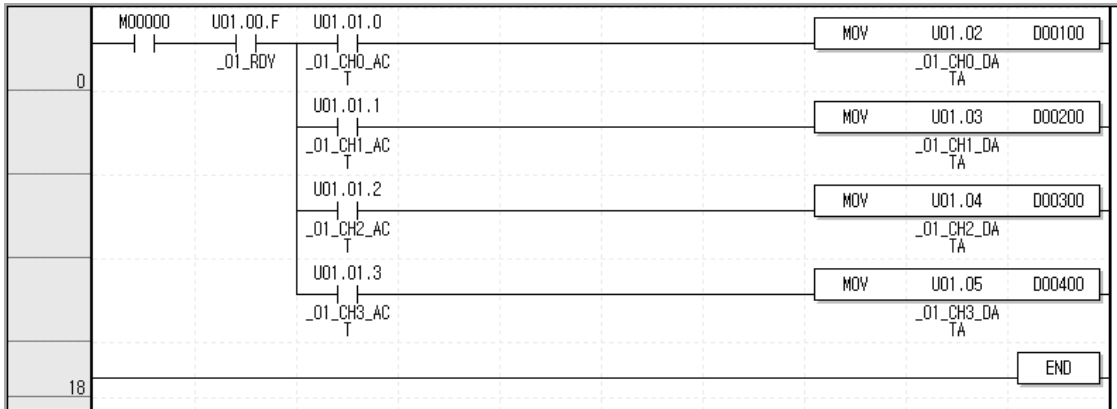 M00000 U01.00.F U01.01.0 MOV U01.02 D00100
_01_RDY _01_CH0_AC _01_CH0_DA
0 T TA
U01.01.1 MOV U01.03 D00200
_01_CH1_AC _01_CH1_DA
T TA
U01.01.2 MOV U01.04 D00300
_01_CH2_AC _01_CH2_DA
T TA
U01.01.3 MOV U01.05 D00400
_01_CH3_AC _01_CH3_DA
T TA
18 END